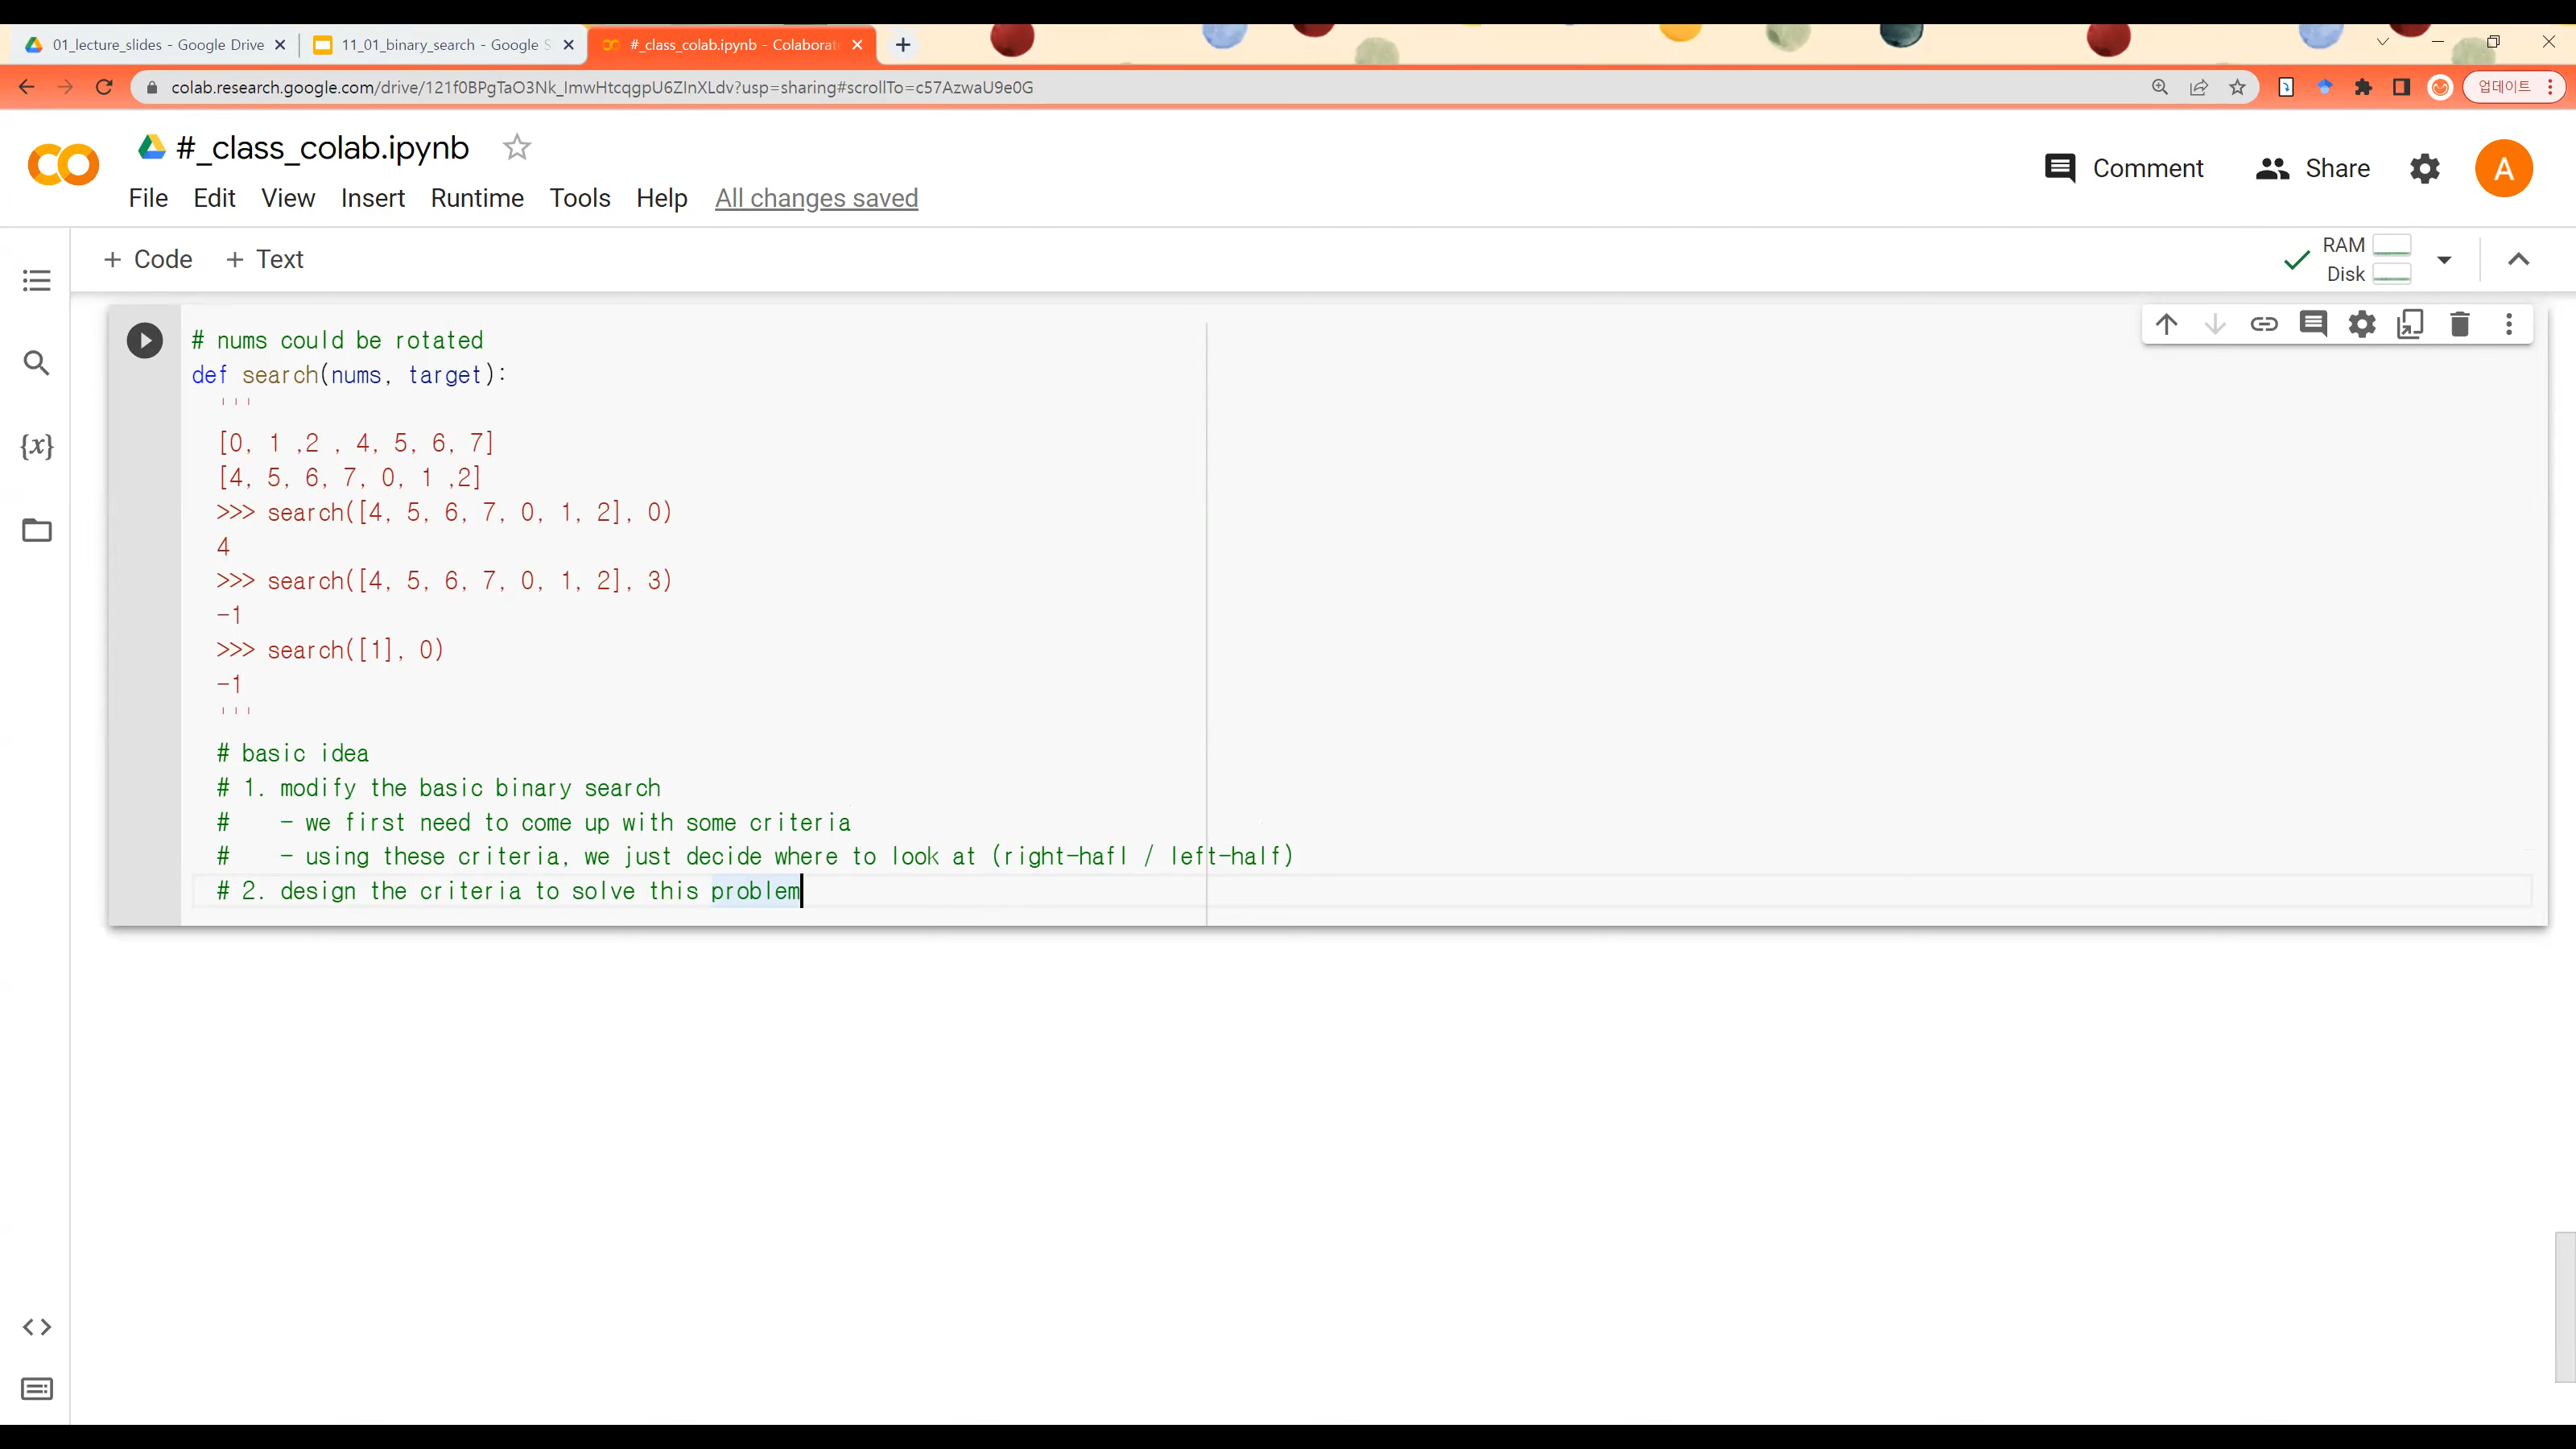 01_lecture_slides - Google Drive
11_01_binary_search - Google S
#_class_colab.ipynb - Colaborat
colab.research.google.com/drive/121f0BPgTaO3Nk_ImwHtcqgpU6ZInXLdv?usp=sharing#scrollTo=c57AzwaU9e0G
업데이트
#_class_colab.ipynb
Comment
Share
A
File Edit View Insert Runtime Tools Help All changes saved
+ Code + Text
RAM
Disk
{x}
# nums could be rotated
def search(nums, target):
'''
[0, 1 ,2 , 4, 5, 6, 7]
[4, 5, 6, 7, 0, 1 ,2]
>>> search([4, 5, 6, 7, 0, 1, 2], 0)
4
>>> search([4, 5, 6, 7, 0, 1, 2], 3)
-1
>>> search([1], 0)
-1
'''
# basic idea
# 1. modify the basic binary search
#    - we first need to come up with some criteria
#    - using these criteria, we just decide where to look at (right-hafl / left-half)
# 2. design the criteria to solve this problem